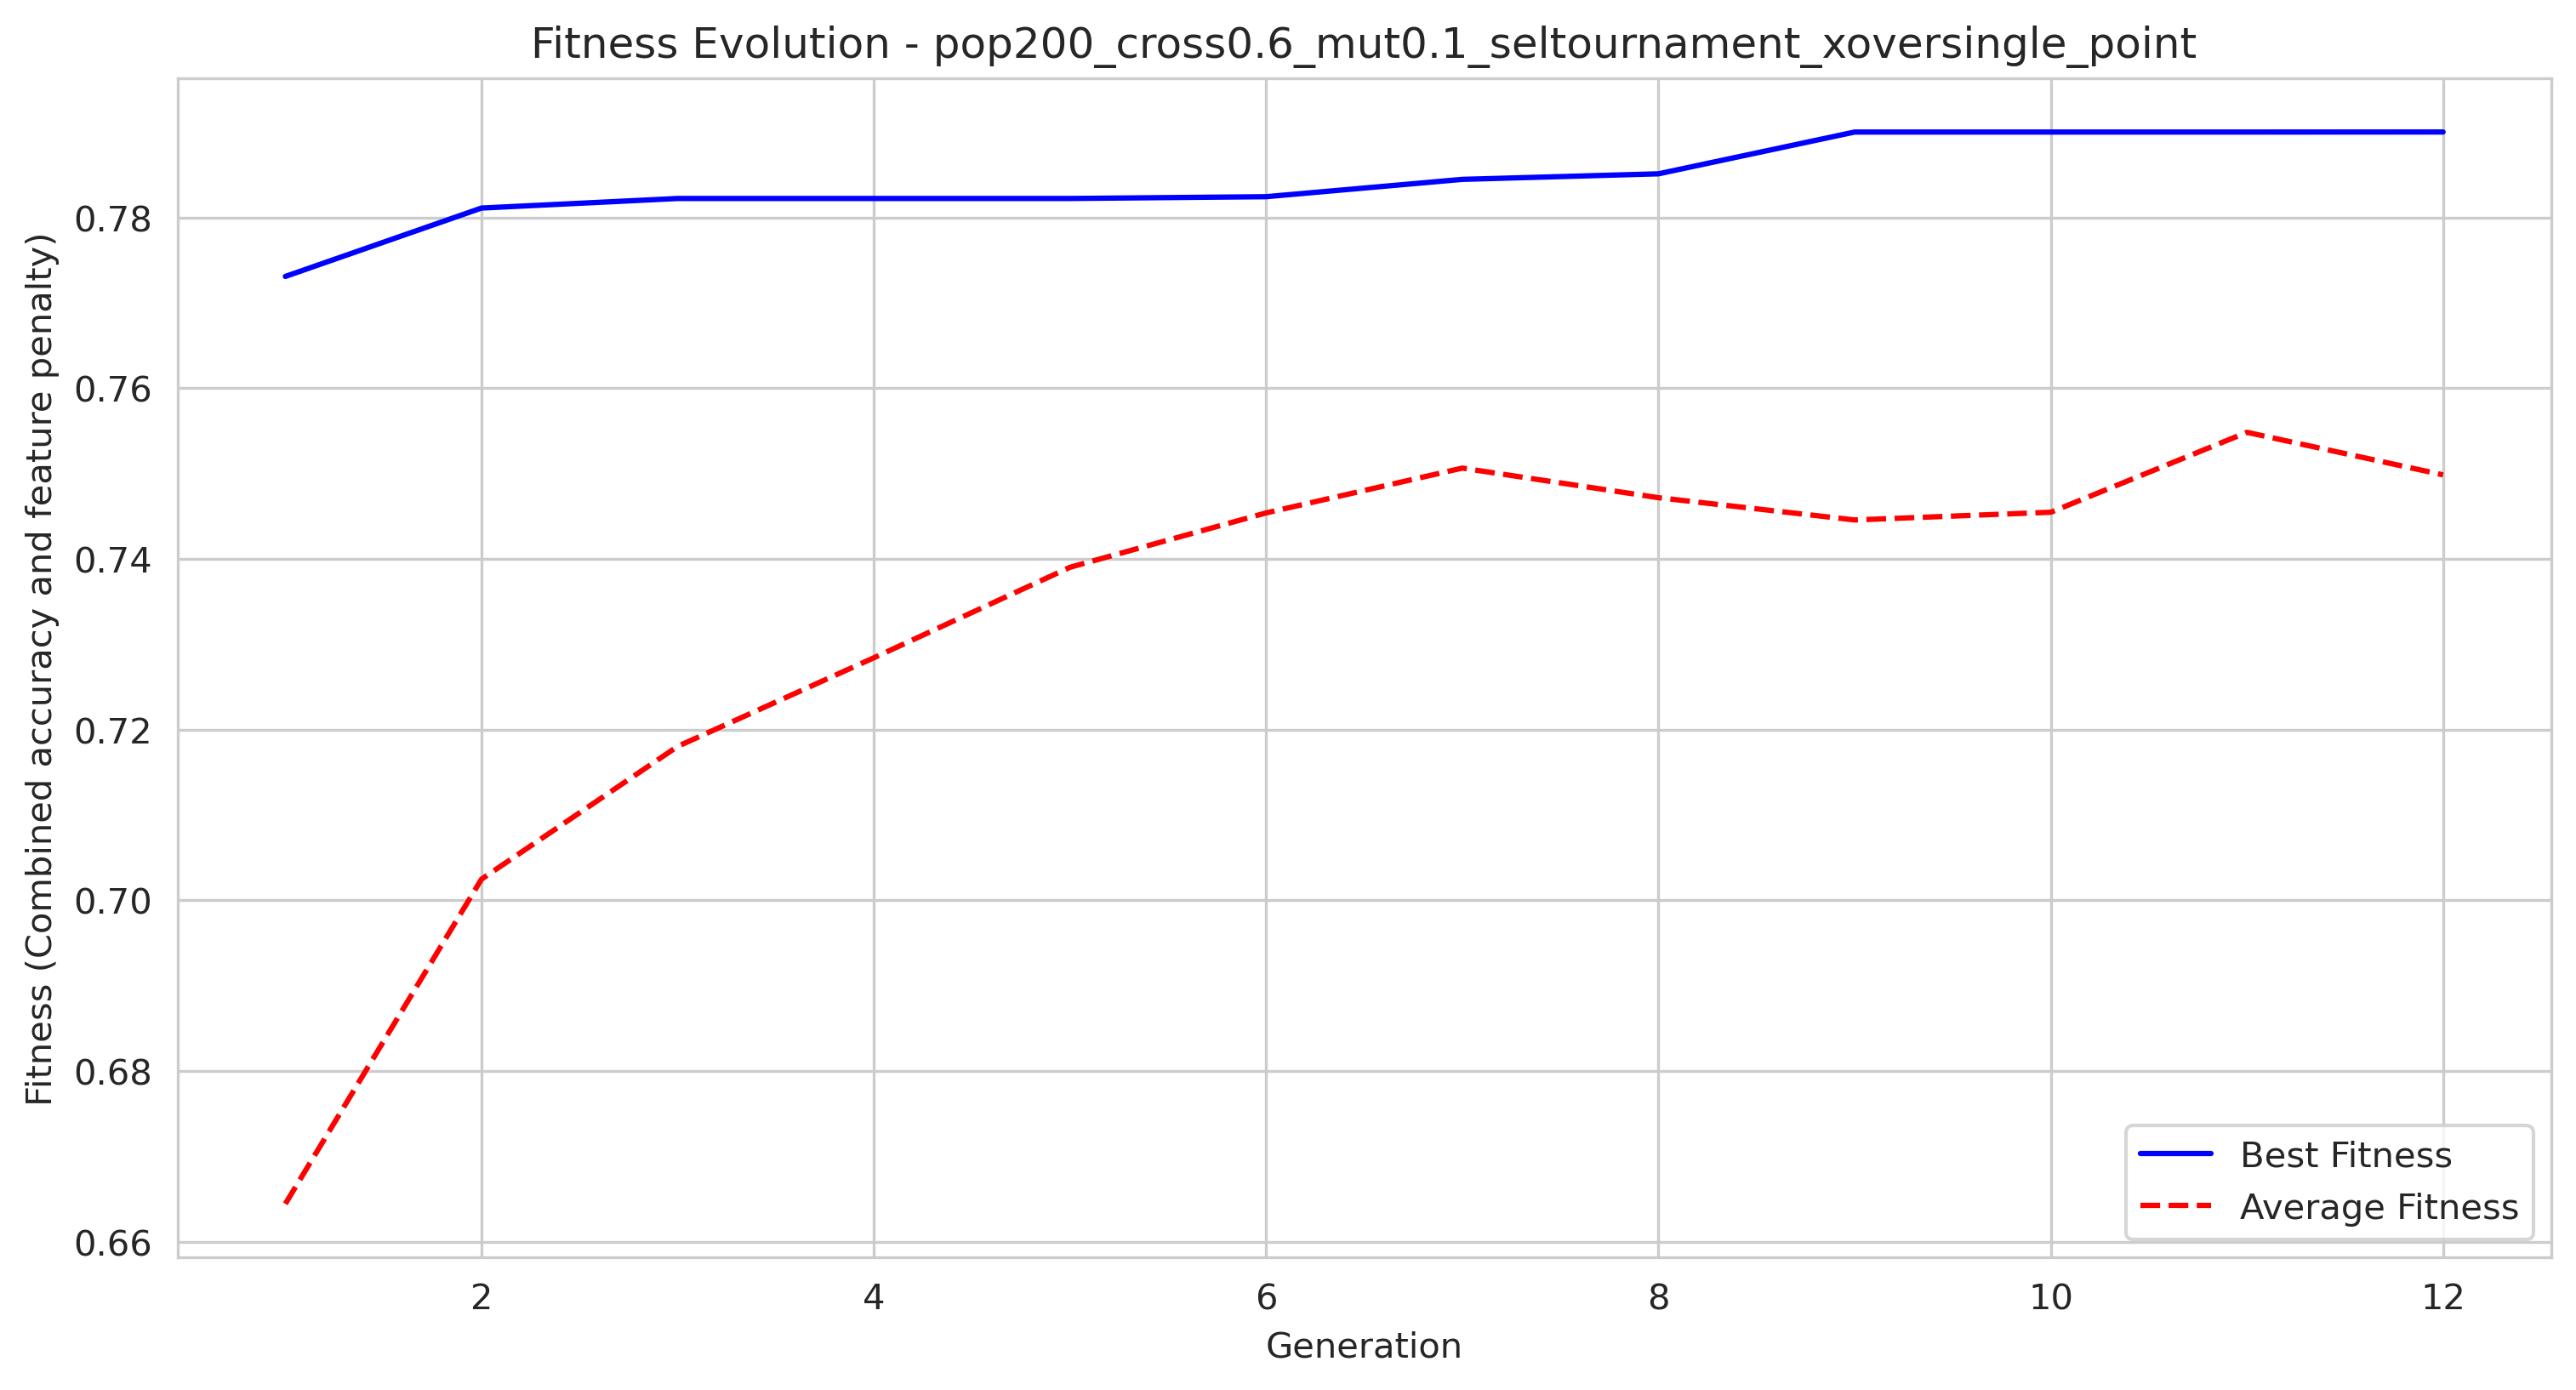 Fitness Evolution - pop200_cross0.6_mut0.1_seltournament_xoversingle_point
Fitness (Combined accuracy and feature penalty)
0.78
0.76
0.74
0.72
0.70
0.68
0.66
2
4
6
8
10
12
Generation
Best Fitness
Average Fitness